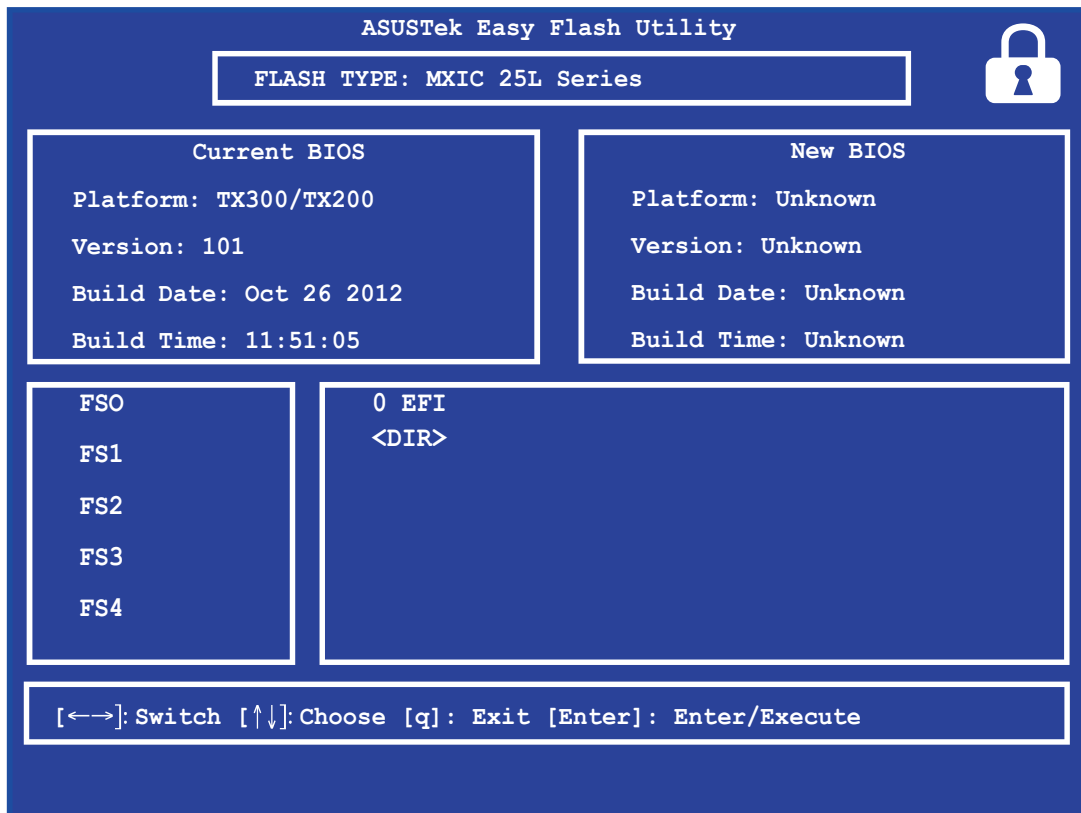 ASUSTek Easy Flash Utility
FLASH TYPE: MXIC 25L Series
Current BIOS
Platform: TX300/TX200
Version: 101
Build Date: Oct 26 2012
Build Time: 11:51:05
New BIOS
Platform: Unknown
Version: Unknown
Build Date: Unknown
Build Time: Unknown
FSO
FS1
FS2
FS3
FS4
0 EFI
<DIR>
[←→]: Switch [↑↓]: Choose [q]: Exit [Enter]: Enter/Execute